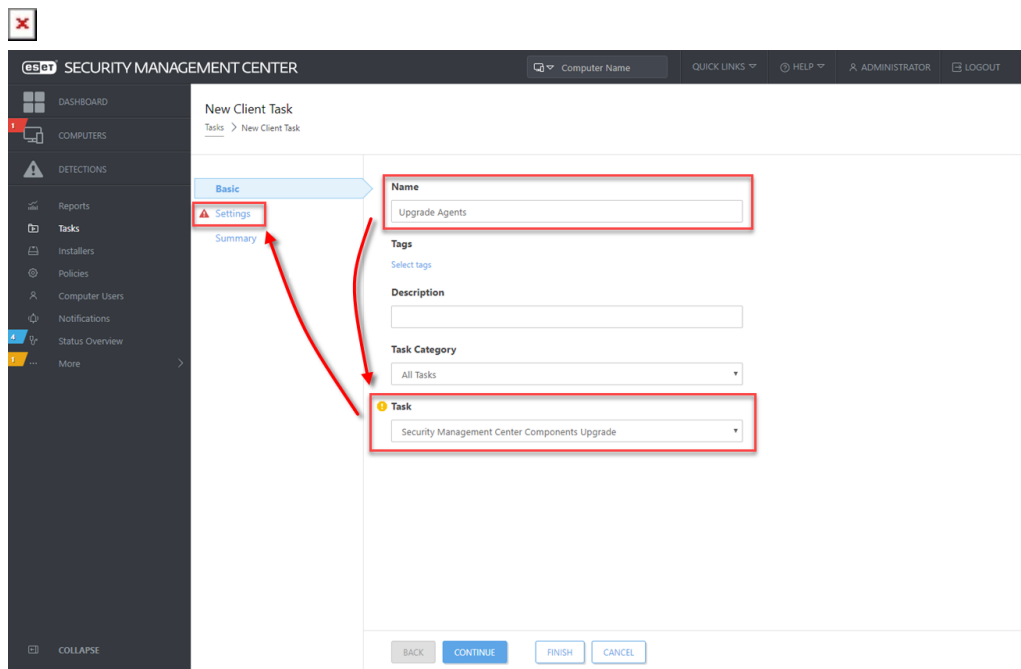 eset SECURITY MANAGEMENT CENTER
Computer Name
QUICK LINKS
HELP
ADMINISTRATOR
LOGOUT
DASHBOARD
1
COMPUTERS
DETECTIONS
Reports
Tasks
Installers
Policies
Computer Users
Notifications
4
Status Overview
1
More
COLLAPSE
New Client Task
Tasks > New Client Task
Basic
Settings
Summary
Name
Upgrade Agents
Tags
Select tags
Description
Task Category
All Tasks
Task
Security Management Center Components Upgrade
BACK
CONTINUE
FINISH
CANCEL